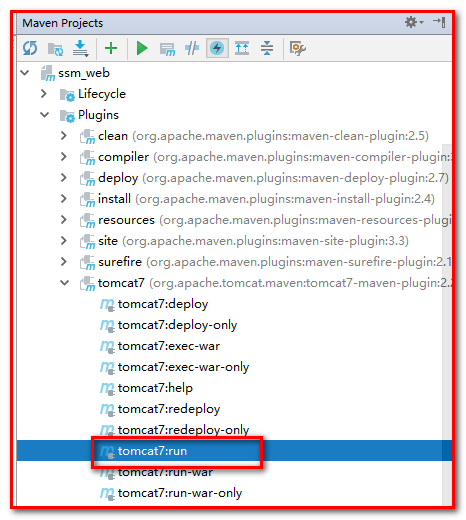 Maven Projects
ssm_web
Lifecycle
Plugins
clean (org.apache.maven.plugins:maven-clean-plugin:2.5)
compiler (org.apache.maven.plugins:maven-compiler-plugin:
deploy (org.apache.maven.plugins:maven-deploy-plugin:2.7)
install (org.apache.maven.plugins:maven-install-plugin:2.4)
resources (org.apache.maven.plugins:maven-resources-plugi
site (org.apache.maven.plugins:maven-site-plugin:3.3)
surefire (org.apache.maven.plugins:maven-surefire-plugin:2.1
tomcat7 (org.apache.tomcat.maven:tomcat7-maven-plugin:2.
tomcat7:deploy
tomcat7:deploy-only
tomcat7:exec-war
tomcat7:exec-war-only
tomcat7:help
tomcat7:redeploy
tomcat7:redeploy-only
tomcat7:run
tomcat7:run-war
tomcat7:run-war-only